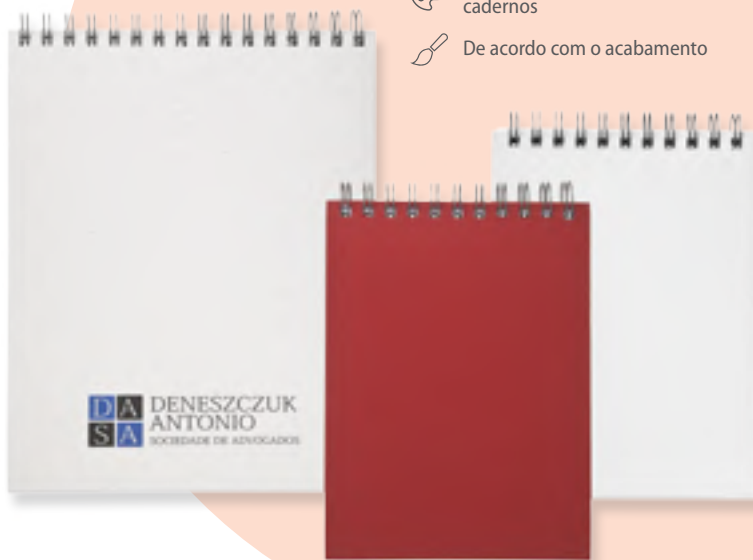 cadernos
De acordo com o acabamento
DA
SA
DENESZCZUK
ANTONIO
SOCIEDADE DE ADVOGADOS